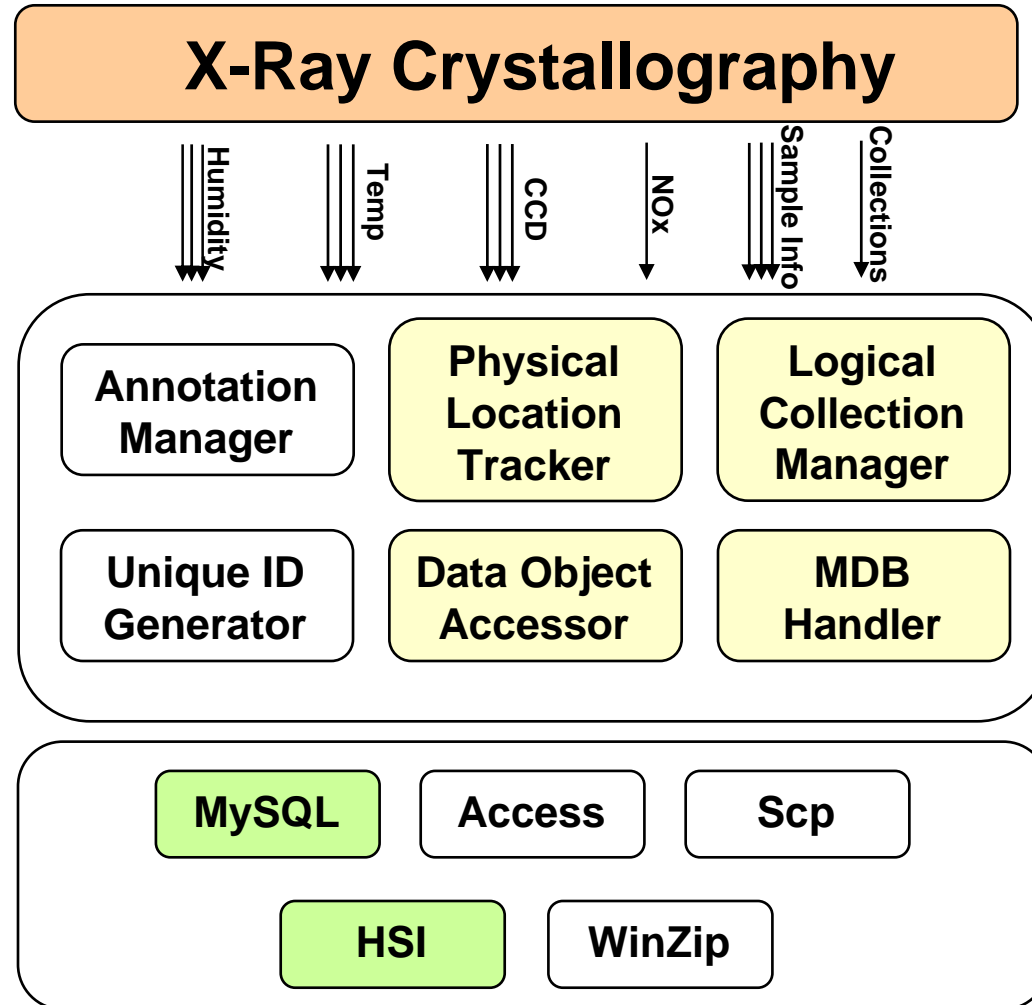 X-Ray Crystallography
Humidity
Temp
CCD
NOx
Sample Info
Collections
Annotation
Manager
Physical
Location
Tracker
Logical
Collection
Manager
Unique ID
Generator
Data Object
Accessor
MDB
Handler
MySQL
Access
Scp
HSI
WinZip